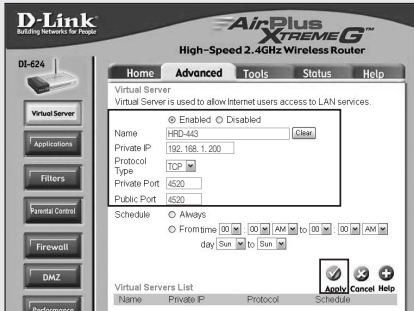 D-Link
Building Networks for People
AirPlus
XTREME G™
High-Speed 2.4GHz Wireless Router
DI-624
Home Advanced Tools Status Help
Virtual Server
Virtual Server is used to allow Internet users access to LAN services.
Virtual Server
Enabled Disabled
Name HRD-443 Clear
Private IP 192. 168. 1. 200
Applications
Protocol Type TCP
Filters
Private Port 4520
Public Port 4520
Parental Control
Schedule Always
From time 00 : 00 AM to 00 : 00 AM
day Sun to Sun
Firewall
DMZ
Apply Cancel Help
Virtual Servers List
Name Private IP Protocol Schedule
Performance